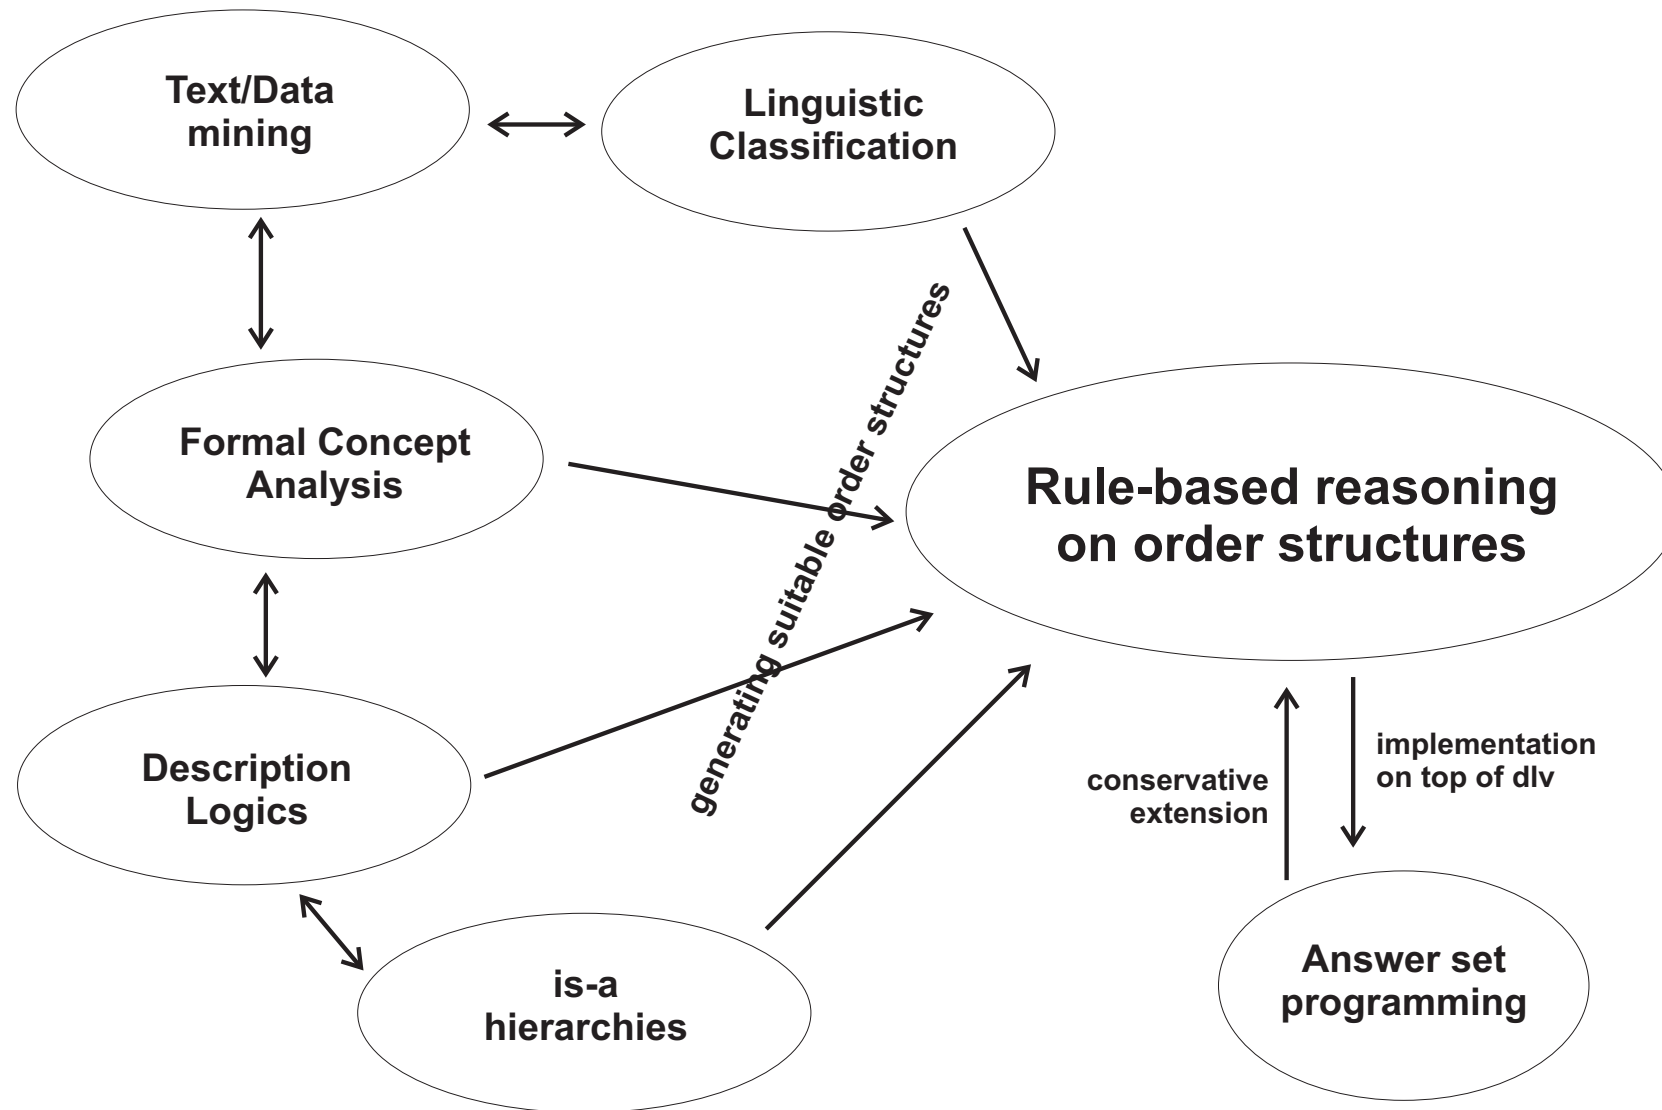 Text/Data
mining
Linguistic
Classification
generating suitable order structures
Formal Concept
Analysis
Rule-based reasoning
on order structures
Description
Logics
conservative
extension
implementation
on top of dlv
is-a
hierarchies
Answer set
programming